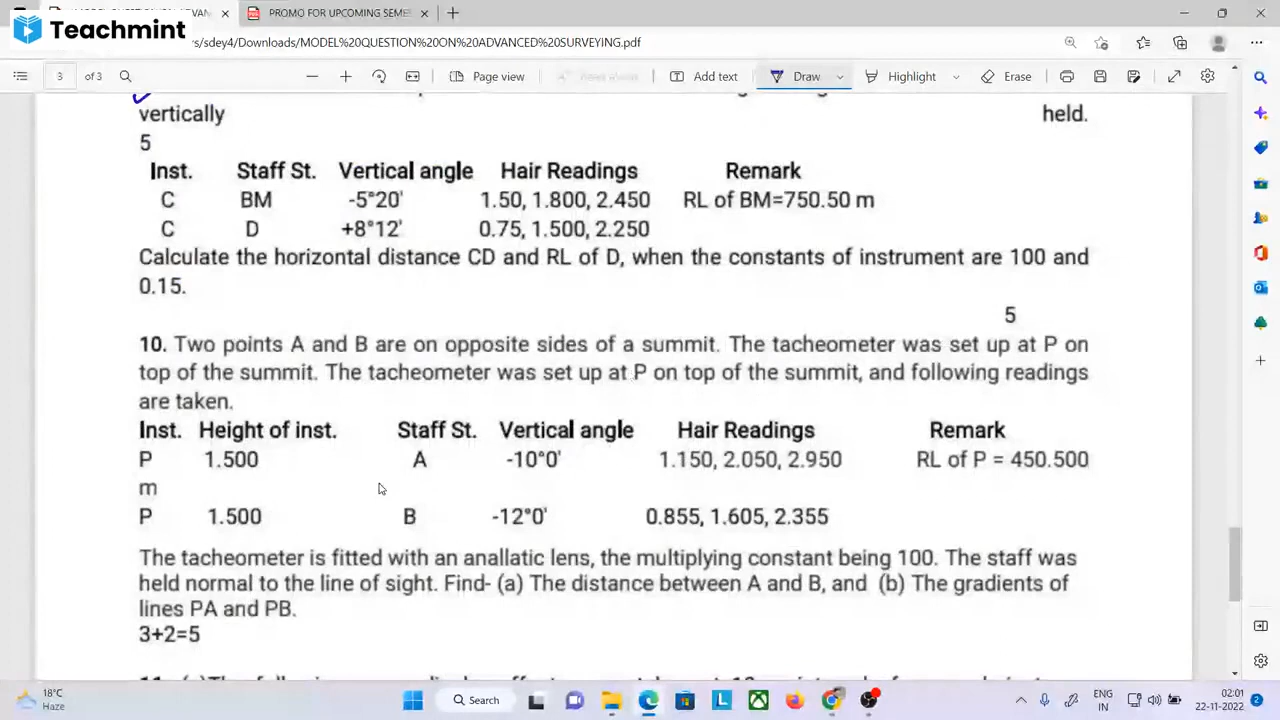 PROMO FOR UPCOMING SEMES
Teachmint
rs/sdey4/Downloads/MODEL%20QUESTION%20ON%20ADVANCED%20SURVEYING.pdf
3 of 3 Page view Add text Draw Highlight Erase
vertically held.
5
Inst. Staff St. Vertical angle Hair Readings Remark
C BM -5°20' 1.50, 1.800, 2.450 RL of BM=750.50 m
C D +8°12' 0.75, 1.500, 2.250
Calculate the horizontal distance CD and RL of D, when the constants of instrument are 100 and
0.15.
5
10. Two points A and B are on opposite sides of a summit. The tacheometer was set up at P on
top of the summit. The tacheometer was set up at P on top of the summit, and following readings
are taken.
Inst. Height of inst. Staff St. Vertical angle Hair Readings Remark
P 1.500 A -10°0' 1.150, 2.050, 2.950 RL of P = 450.500
m
P 1.500 B -12°0' 0.855, 1.605, 2.355
The tacheometer is fitted with an anallatic lens, the multiplying constant being 100. The staff was
held normal to the line of sight. Find- (a) The distance between A and B, and (b) The gradients of
lines PA and PB.
3+2=5
18°C
Haze
Search
ENG
IN
02:01
22-11-2022
2